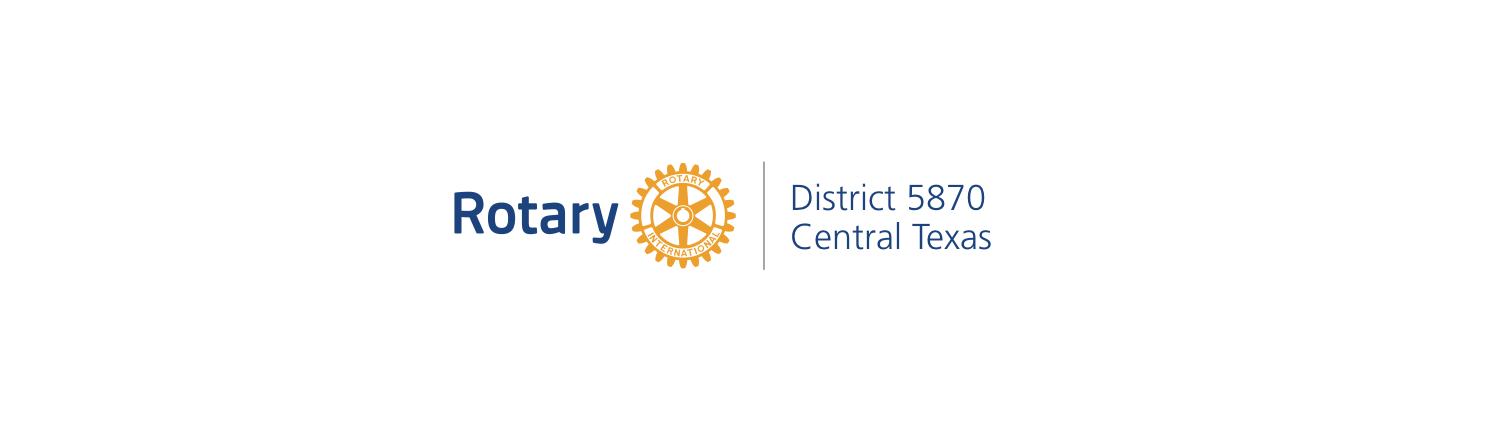 Rotary
ROTARY
INTERNATIONAL
District 5870
Central Texas